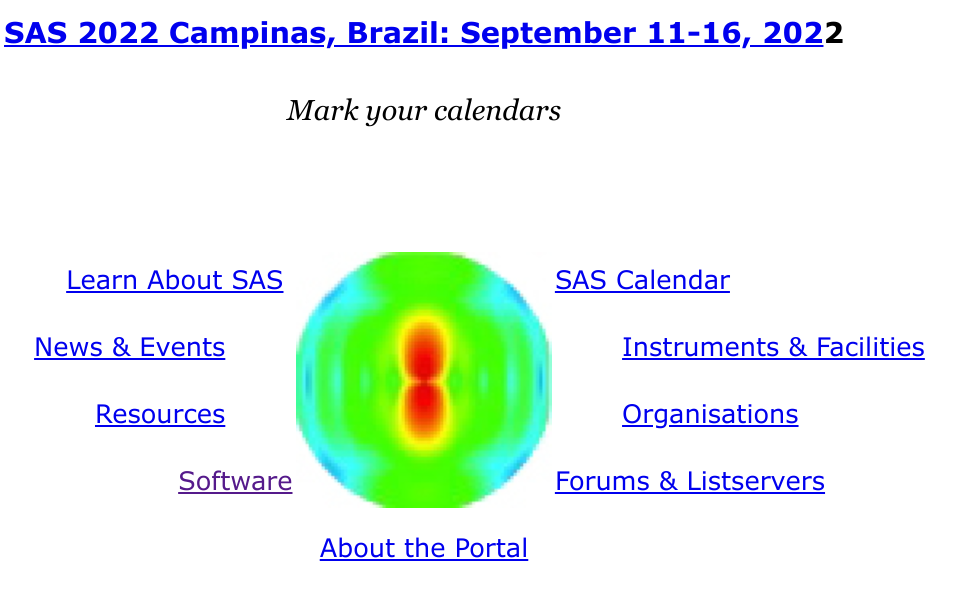 SAS 2022 Campinas, Brazil: September 11-16, 2022
Mark your calendars
Learn About SAS
SAS Calendar
News & Events
Instruments & Facilities
Resources
Organisations
Software
Forums & Listservers
About the Portal